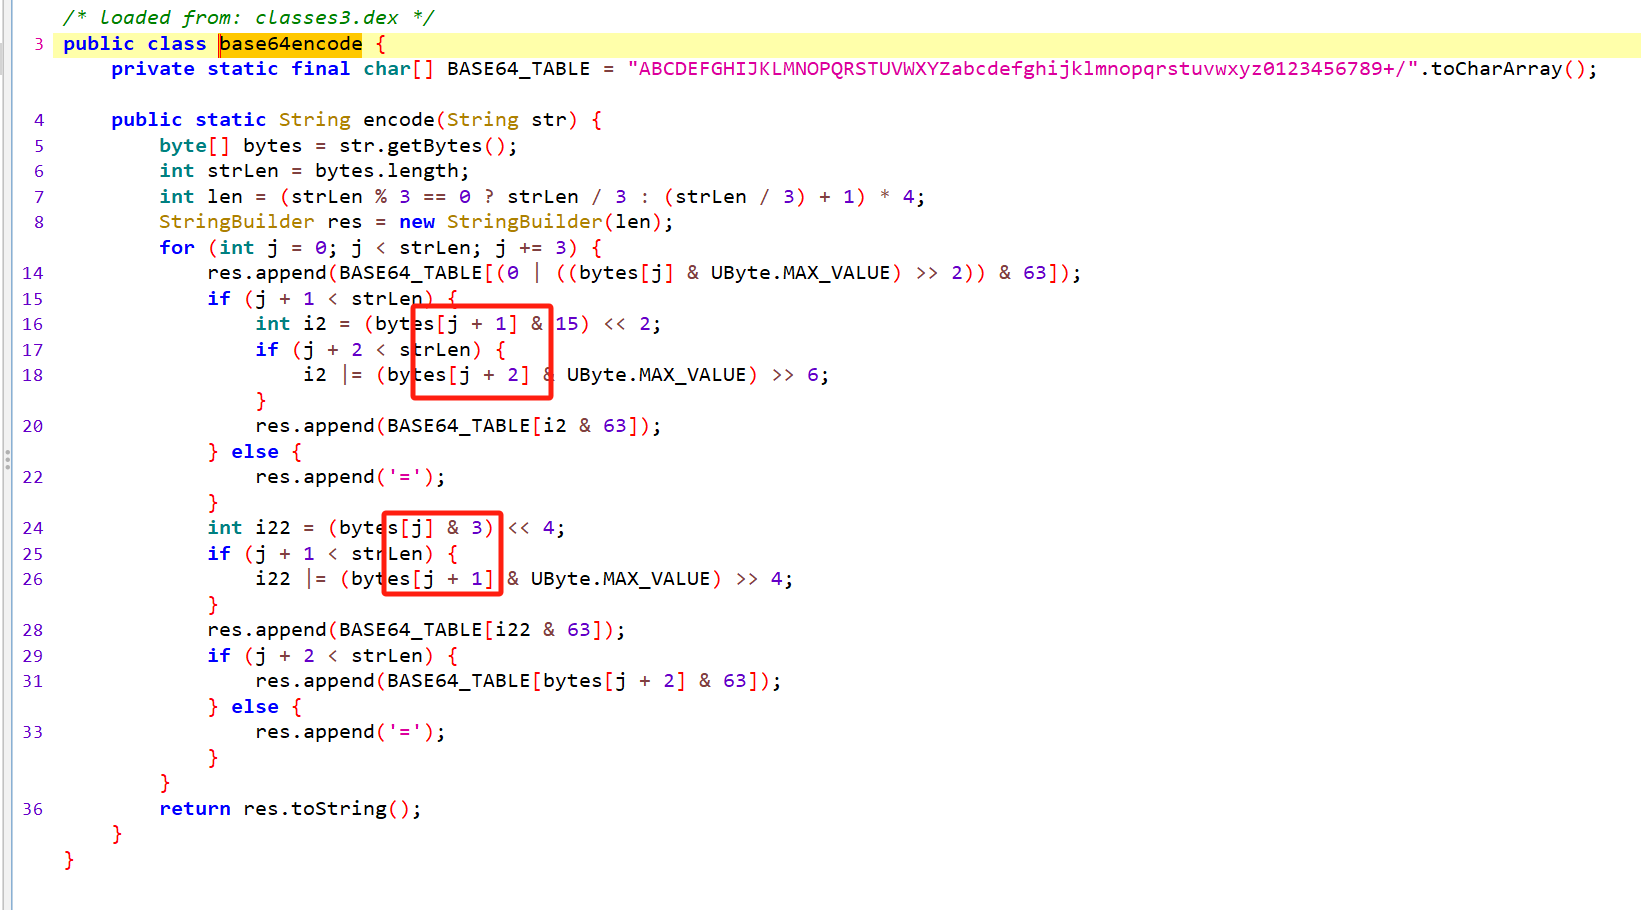 /* loaded from: classes3.dex */
3 public class base64encode {
private static final char[] BASE64_TABLE = "ABCDEFGHIJKLMNOPQRSTUVWXYZabcdefghijklmnopqrstuvwxyz0123456789+/".toCharArray();
4 public static String encode(String str) {
5 byte[] bytes = str.getBytes();
6 int strLen = bytes.length;
7 int len = (strLen % 3 == 0 ? strLen / 3 : (strLen / 3) + 1) * 4;
8 StringBuilder res = new StringBuilder(len);
for (int j = 0; j < strLen; j += 3) {
14 res.append(BASE64_TABLE[(0 | ((bytes[j] & UByte.MAX_VALUE) >> 2)) & 63]);
15 if (j + 1 < strLen) {
16 int i2 = (bytes[j + 1] & 15) << 2;
17 if (j + 2 < strLen) {
18 i2 |= (bytes[j + 2] & UByte.MAX_VALUE) >> 6;
}
20 res.append(BASE64_TABLE[i2 & 63]);
} else {
22 res.append('=');
}
24 int i22 = (bytes[j] & 3) << 4;
25 if (j + 1 < strLen) {
26 i22 |= (bytes[j + 1] & UByte.MAX_VALUE) >> 4;
}
28 res.append(BASE64_TABLE[i22 & 63]);
29 if (j + 2 < strLen) {
31 res.append(BASE64_TABLE[bytes[j + 2] & 63]);
} else {
33 res.append('=');
}
}
36 return res.toString();
}
}